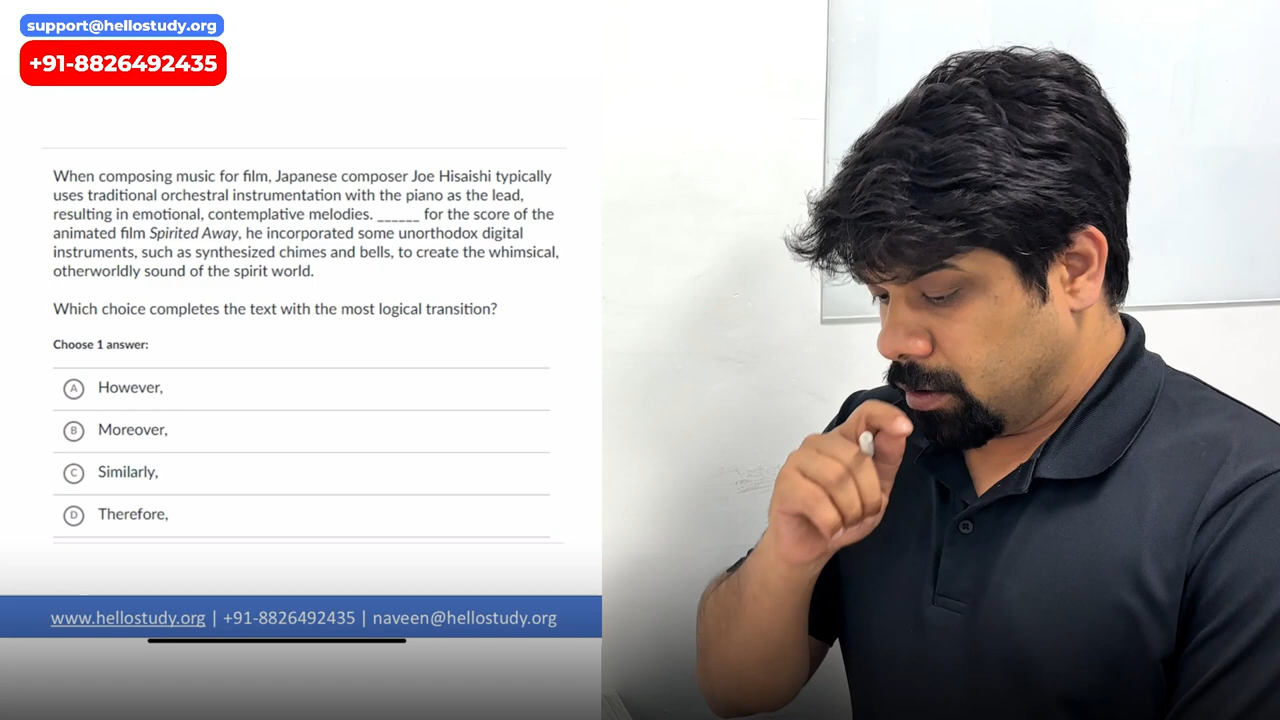 support@hellostudy.org
+91-8826492435
When composing music for film, Japanese composer Joe Hisaishi typically
uses traditional orchestral instrumentation with the piano as the lead,
resulting in emotional, contemplative melodies. ______ for the score of the
animated film Spirited Away, he incorporated some unorthodox digital
instruments, such as synthesized chimes and bells, to create the whimsical,
otherworldly sound of the spirit world.
Which choice completes the text with the most logical transition?
Choose 1 answer:
A However,
B Moreover,
C Similarly,
D Therefore,
www.hellostudy.org | +91-8826492435 | naveen@hellostudy.org